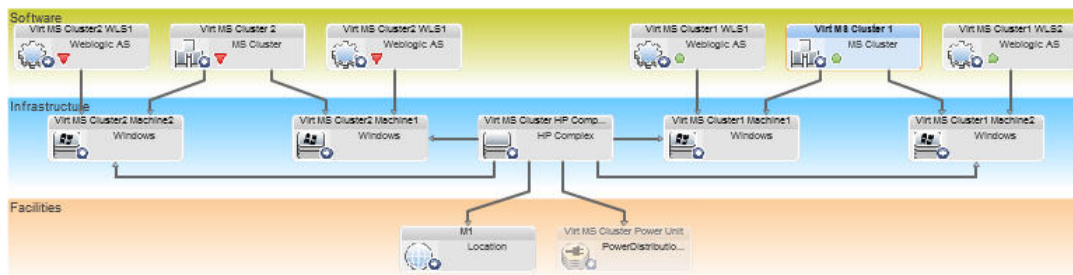 Software
Virt MS Cluster2 WLS1
Weblogic AS
Virt MS Cluster 2
MS Cluster
Virt MS Cluster2 WLS1
Weblogic AS
Virt MS Cluster1 WLS1
Weblogic AS
Virt MS Cluster 1
MS Cluster
Virt MS Cluster1 WLS2
Weblogic AS
Infrastructure
Virt MS Cluster2 Machine2
Windows
Virt MS Cluster2 Machine1
Windows
Virt MS Cluster HP Comp...
HP Complex
Virt MS Cluster1 Machine1
Windows
Virt MS Cluster1 Machine2
Windows
Facilities
M1
Location
Virt MS Cluster Power Unit
PowerDistributio...